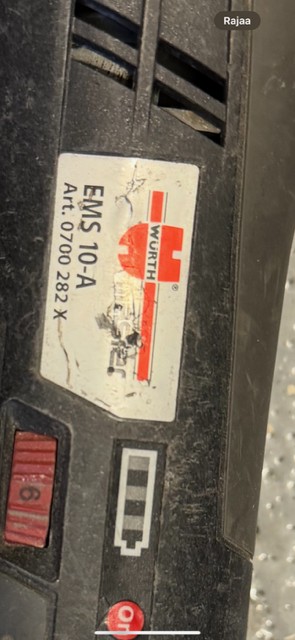 Rajaa
WÜRTH
EMS 10-A
Art. 0700 282 X
6
on